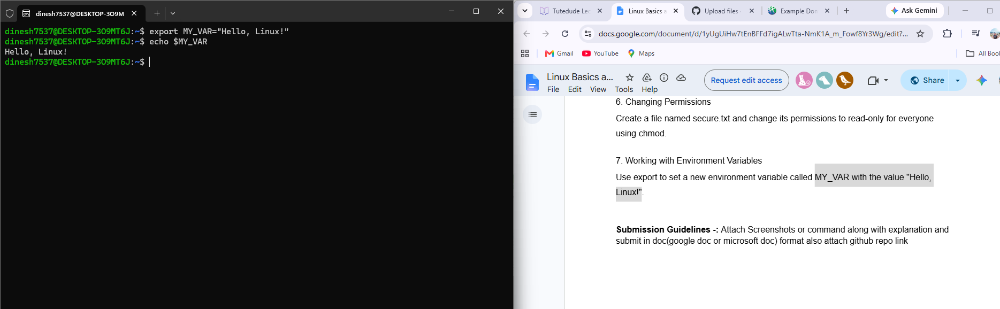 dinesh7537@DESKTOP-3O9M
dinesh7537@DESKTOP-3O9MT6J:~$ export MY_VAR="Hello, Linux!"
dinesh7537@DESKTOP-3O9MT6J:~$ echo $MY_VAR
Hello, Linux!
dinesh7537@DESKTOP-3O9MT6J:~$
Tutedude Lec
Linux Basics a
Upload files
Example Dom
Ask Gemini
docs.google.com/document/d/1yUgUiHw7tEnBFFd7igALwTta-NmK1A_m_Fowf8Yr3Wg/edit?...
Gmail YouTube Maps All Book
Linux Basics a...
File Edit View Tools Help
Request edit access
Share
6. Changing Permissions
Create a file named secure.txt and change its permissions to read-only for everyone
using chmod.
7. Working with Environment Variables
Use export to set a new environment variable called MY_VAR with the value "Hello,
Linux!".
Submission Guidelines -: Attach Screenshots or command along with explanation and
submit in doc(google doc or microsoft doc) format also attach github repo link